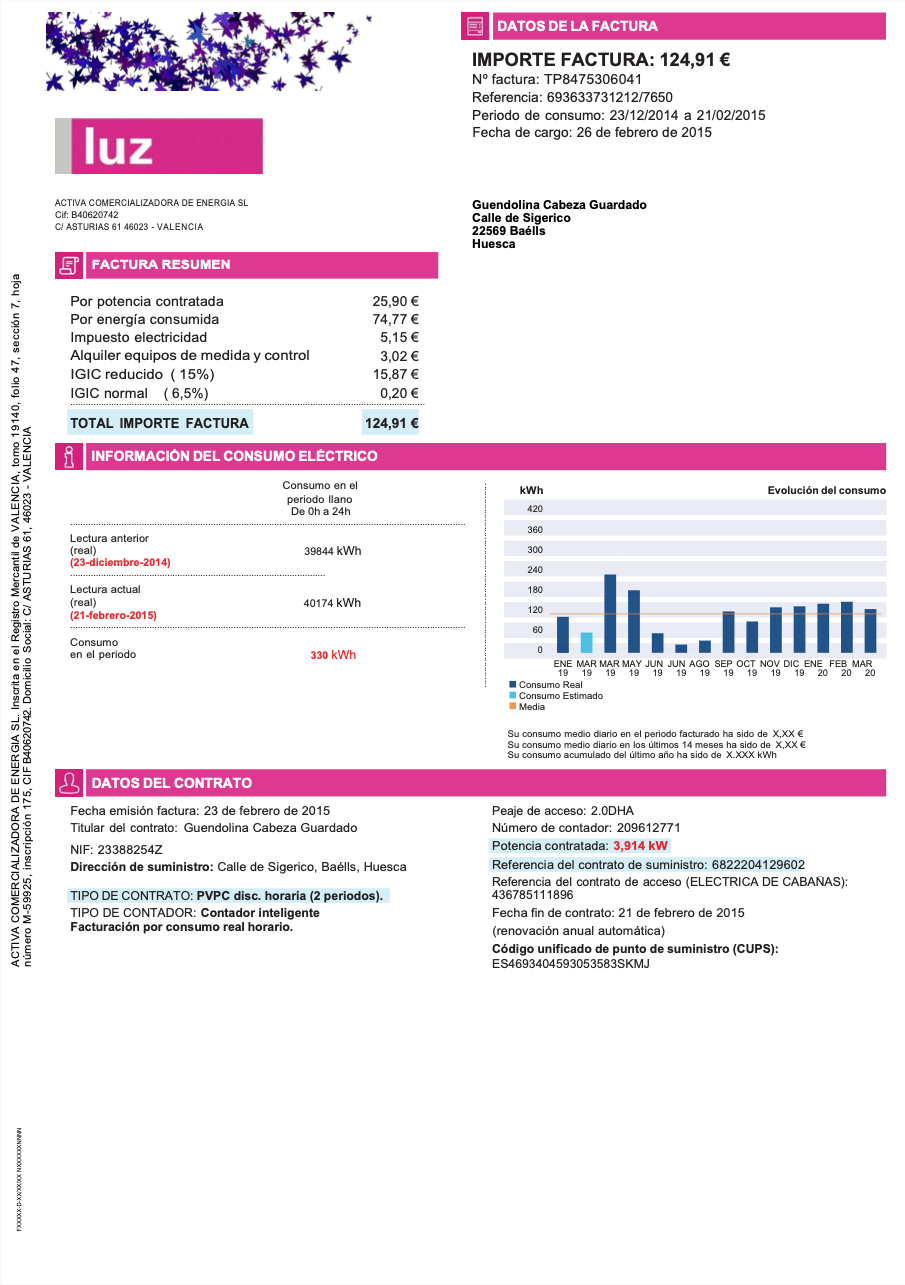 DATOS DE LA FACTURA
IMPORTE FACTURA: 124,91 €
Nº factura: TP8475306041
Referencia: 693633731212/7650
Periodo de consumo: 23/12/2014 a 21/02/2015
Fecha de cargo: 26 de febrero de 2015
luz
ACTIVA COMERCIALIZADORA DE ENERGIA SL
Cif: B40620742
C/ ASTURIAS 61 46023 - VALENCIA
Guendolina Cabeza Guardado
Calle de Sigerico
22569 Baélls
Huesca
FACTURA RESUMEN
Por potencia contratada 25,90 €
Por energía consumida 74,77 €
Impuesto electricidad 5,15 €
Alquiler equipos de medida y control 3,02 €
IGIC reducido ( 15%) 15,87 €
IGIC normal ( 6,5%) 0,20 €
TOTAL IMPORTE FACTURA 124,91 €
INFORMACIÓN DEL CONSUMO ELÉCTRICO
Consumo en el
periodo llano
De 0h a 24h
Lectura anterior
(real) 39844 kWh
(23-diciembre-2014)
Lectura actual
(real) 40174 kWh
(21-febrero-2015)
Consumo
en el periodo 330 kWh
kWh Evolución del consumo
420
360
300
240
180
120
60
0
ENE MAR MAR MAY JUN JUN AGO SEP OCT NOV DIC ENE FEB MAR
19 19 19 19 19 19 19 19 19 19 19 20 20 20
Consumo Real
Consumo Estimado
Media
Su consumo medio diario en el periodo facturado ha sido de X,XX €
Su consumo medio diario en los últimos 14 meses ha sido de X,XX €
Su consumo acumulado del último año ha sido de X.XXX kWh
DATOS DEL CONTRATO
Fecha emisión factura: 23 de febrero de 2015
Titular del contrato: Guendolina Cabeza Guardado
NIF: 23388254Z
Dirección de suministro: Calle de Sigerico, Baélls, Huesca
TIPO DE CONTRATO: PVPC disc. horaria (2 periodos).
TIPO DE CONTADOR: Contador inteligente
Facturación por consumo real horario.
Peaje de acceso: 2.0DHA
Número de contador: 209612771
Potencia contratada: 3,914 kW
Referencia del contrato de suministro: 6822204129602
Referencia del contrato de acceso (ELECTRICA DE CABAÑAS):
436785111896
Fecha fin de contrato: 21 de febrero de 2015
(renovación anual automática)
Código unificado de punto de suministro (CUPS):
ES4693404593053583SKMJ
ACTIVA COMERCIALIZADORA DE ENERGIA SL. Inscrita en el Registro Mercantil de VALENCIA, tomo 19140, folio 47, sección 7, hoja
número M-59925, inscripción 175, CIF B40620742. Domicilio Social: C/ ASTURIAS 61, 46023 - VALENCIA